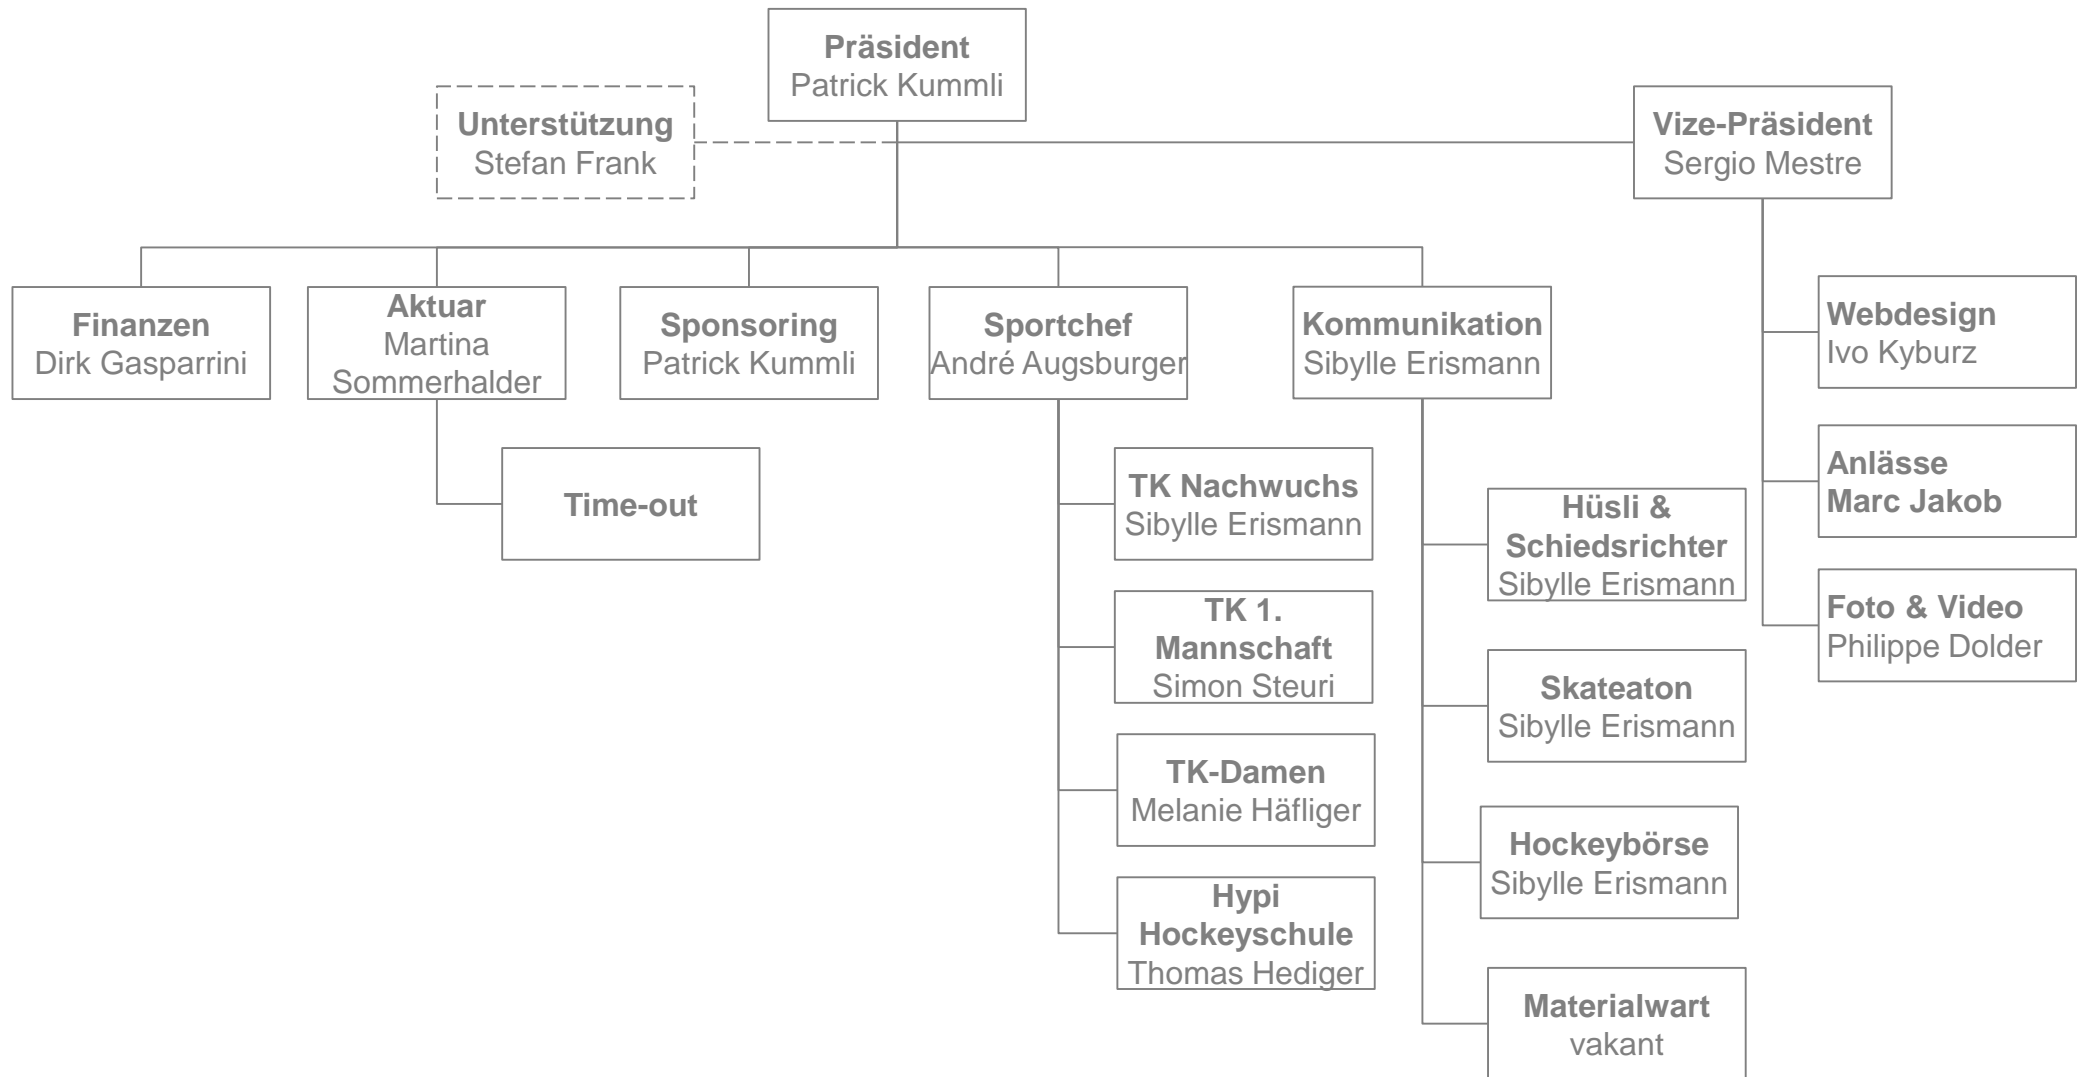 Präsident
Patrick Kummli
Unterstützung
Stefan Frank
Vize-Präsident
Sergio Mestre
Finanzen
Dirk Gasparrini
Aktuar
Martina
Sommerhalder
Sponsoring
Patrick Kummli
Sportchef
André Augsburger
Kommunikation
Sibylle Erismann
Webdesign
Ivo Kyburz
Time-out
TK Nachwuchs
Sibylle Erismann
Hüsli &
Schiedsrichter
Sibylle Erismann
Anlässe
Marc Jakob
TK 1.
Mannschaft
Simon Steuri
Skateaton
Sibylle Erismann
Foto & Video
Philippe Dolder
TK-Damen
Melanie Häfliger
Hockeybörse
Sibylle Erismann
Hypi
Hockeyschule
Thomas Hediger
Materialwart
vakant